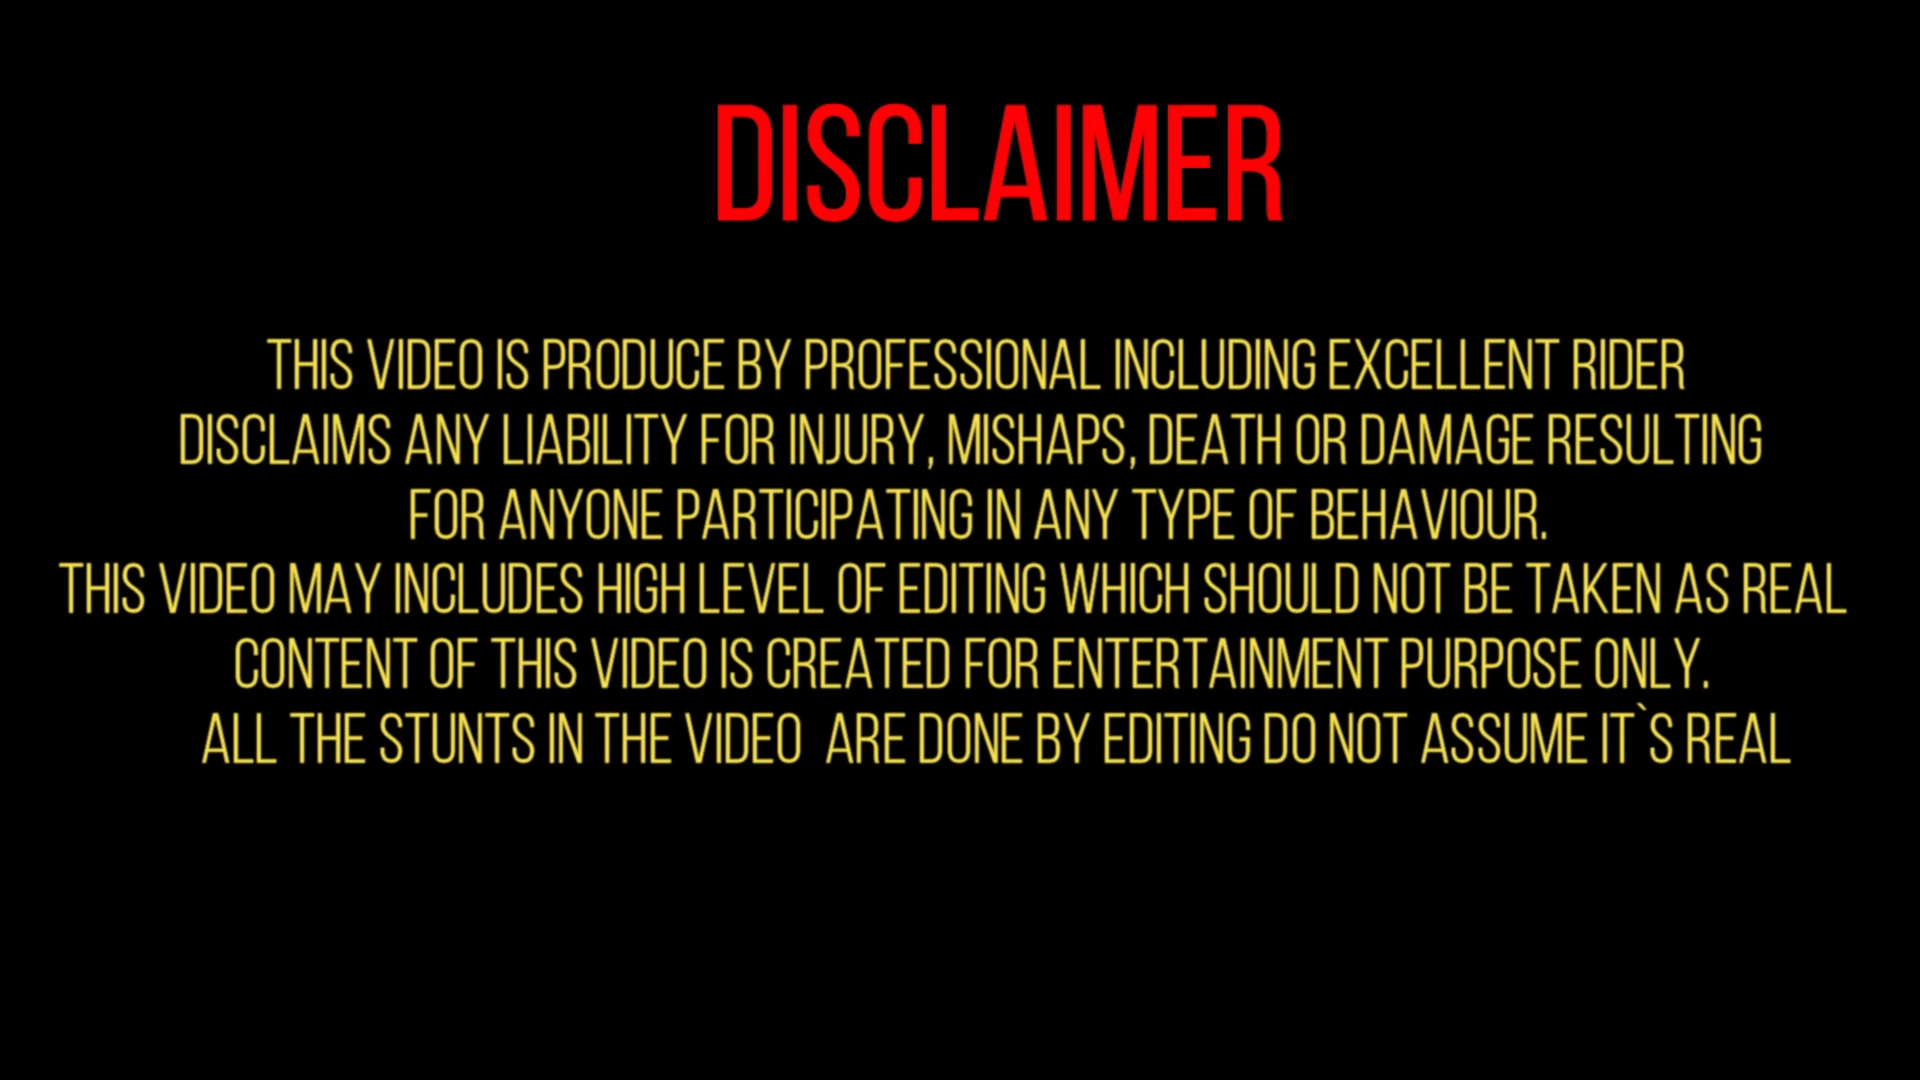 DISCLAIMER
THIS VIDEO IS PRODUCE BY PROFESSIONAL INCLUDING EXCELLENT RIDER
DISCLAIMS ANY LIABILITY FOR INJURY, MISHAPS, DEATH OR DAMAGE RESULTING
FOR ANYONE PARTICIPATING IN ANY TYPE OF BEHAVIOUR.
THIS VIDEO MAY INCLUDES HIGH LEVEL OF EDITING WHICH SHOULD NOT BE TAKEN AS REAL
CONTENT OF THIS VIDEO IS CREATED FOR ENTERTAINMENT PURPOSE ONLY.
ALL THE STUNTS IN THE VIDEO  ARE DONE BY EDITING DO NOT ASSUME IT`S REAL